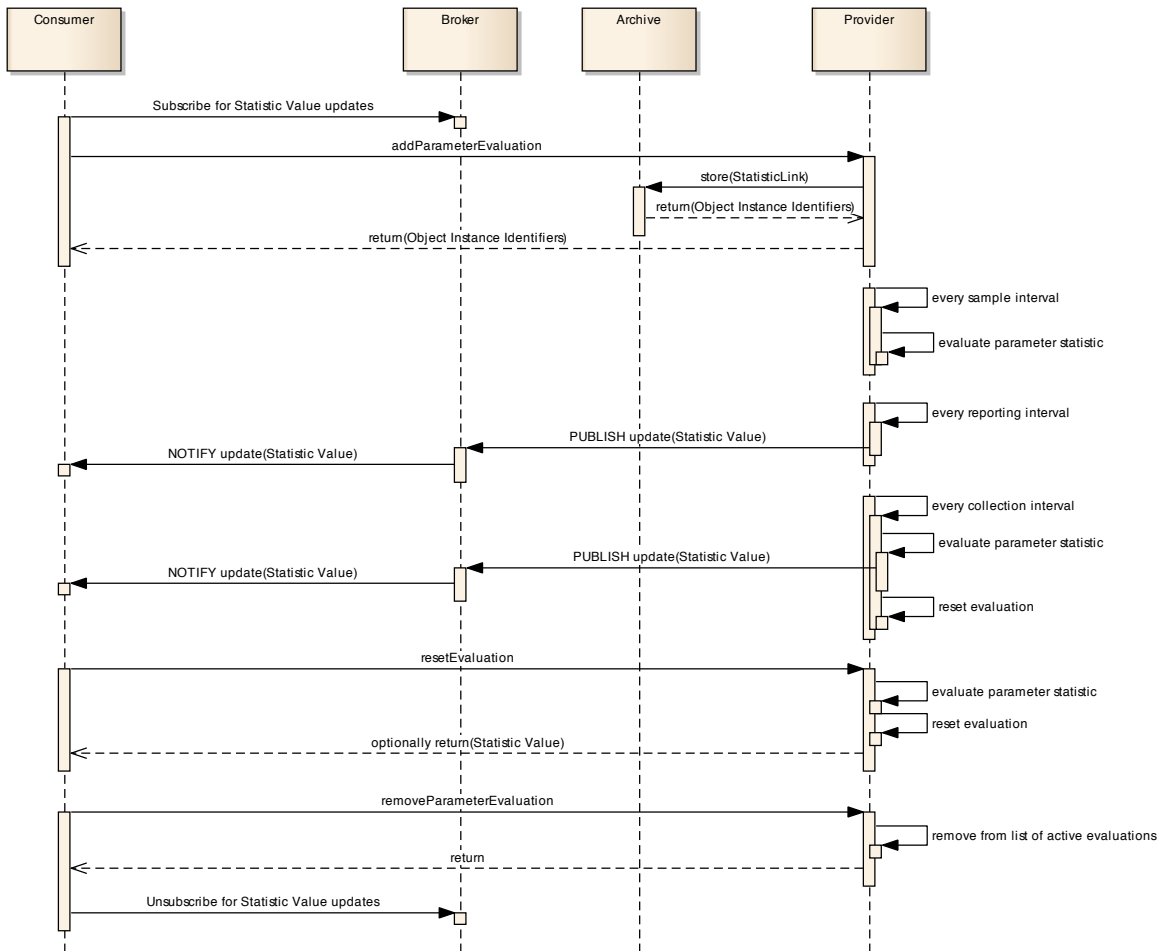 Consumer
Broker
Archive
Provider
Subscribe for Statistic Value updates
addParameterEvaluation
store(StatisticLink)
return(Object Instance Identifiers)
return(Object Instance Identifiers)
every sample interval
evaluate parameter statistic
every reporting interval
PUBLISH update(Statistic Value)
NOTIFY update(Statistic Value)
every collection interval
evaluate parameter statistic
PUBLISH update(Statistic Value)
NOTIFY update(Statistic Value)
reset evaluation
resetEvaluation
evaluate parameter statistic
reset evaluation
optionally return(Statistic Value)
removeParameterEvaluation
remove from list of active evaluations
return
Unsubscribe for Statistic Value updates